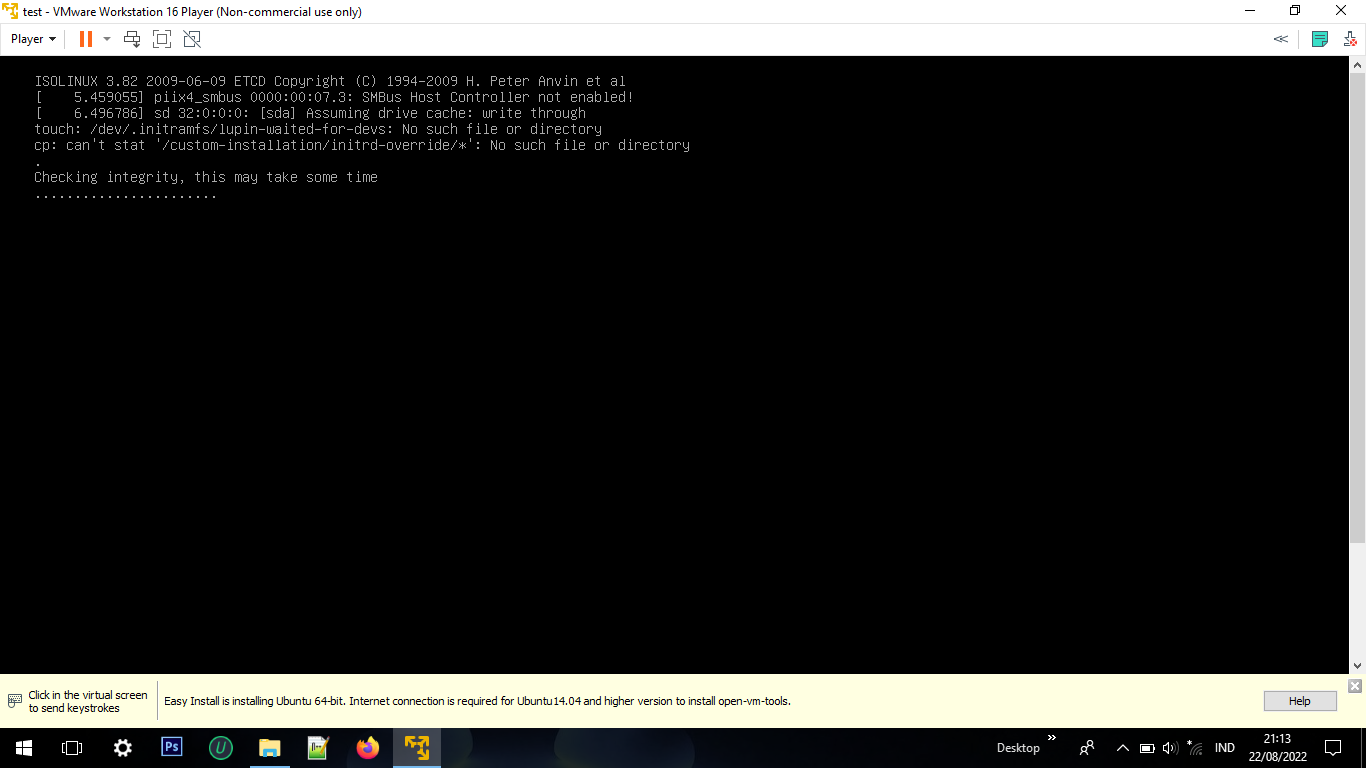 test - VMware Workstation 16 Player (Non-commercial use only)
Player
ISOLINUX 3.82 2009-06-09 ETCD Copyright (C) 1994-2009 H. Peter Anvin et al
[    5.459055] piix4_smbus 0000:00:07.3: SMBus Host Controller not enabled!
[    6.496786] sd 32:0:0:0: [sda] Assuming drive cache: write through
touch: /dev/.initramfs/lupin-waited-for-devs: No such file or directory
cp: can't stat '/custom-installation/initrd-override/*': No such file or directory
.
Checking integrity, this may take some time
.......................
Click in the virtual screen
to send keystrokes
Easy Install is installing Ubuntu 64-bit. Internet connection is required for Ubuntu14.04 and higher version to install open-vm-tools.
Help
Ps
U
Desktop
IND
21:13
22/08/2022